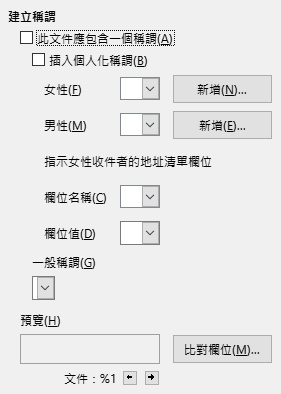 建立稱謂
此文件應包含一個稱謂(A)
插入個人化稱謂(B)
女性(F) 新增(N)...
男性(M) 新增(E)...
指示女性收件者的地址清單欄位
欄位名稱(C)
欄位值(D)
一般稱謂(G)
預覽(H)
比對欄位(M)...
文件：%1